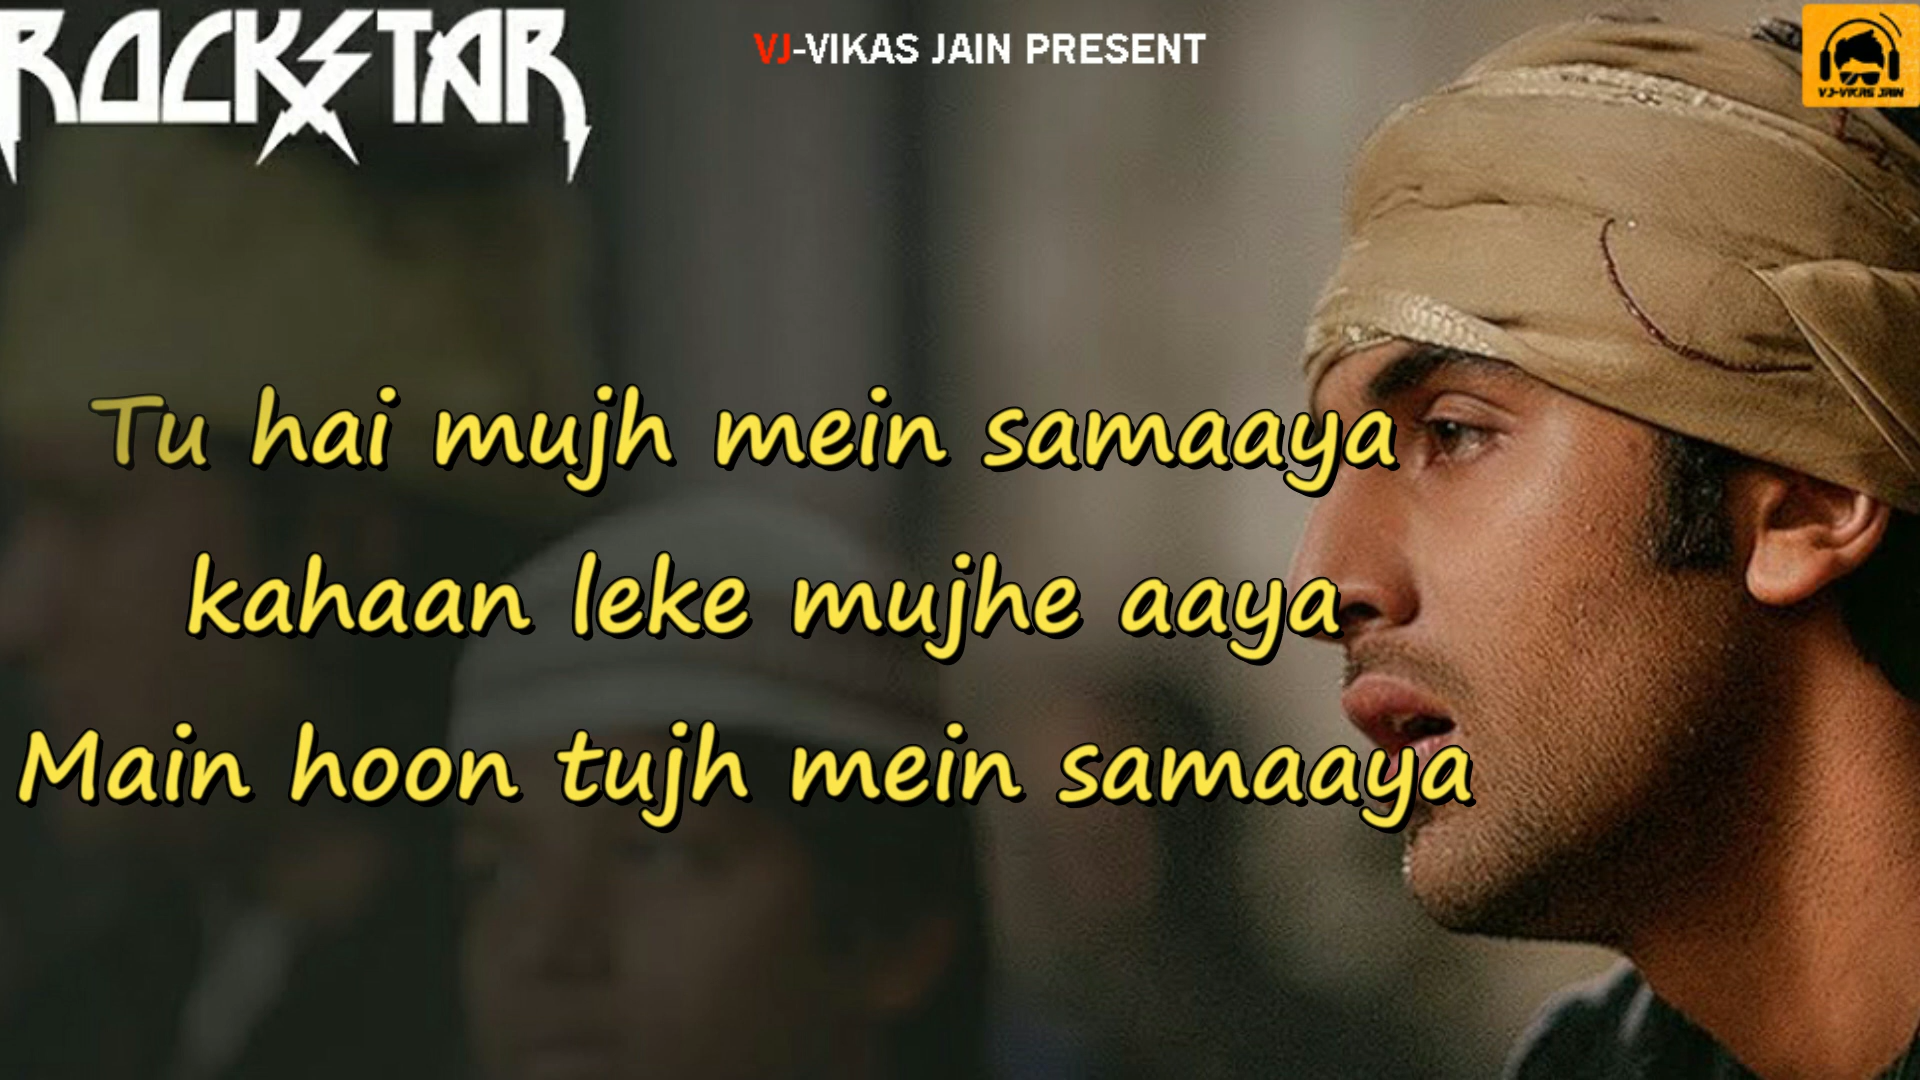 ROCKSTAR
VJ-VIKAS JAIN PRESENT
VJ-VIKAS JAIN
Tu hai mujh mein samaaya
kahaan leke mujhe aaya
Main hoon tujh mein samaaya